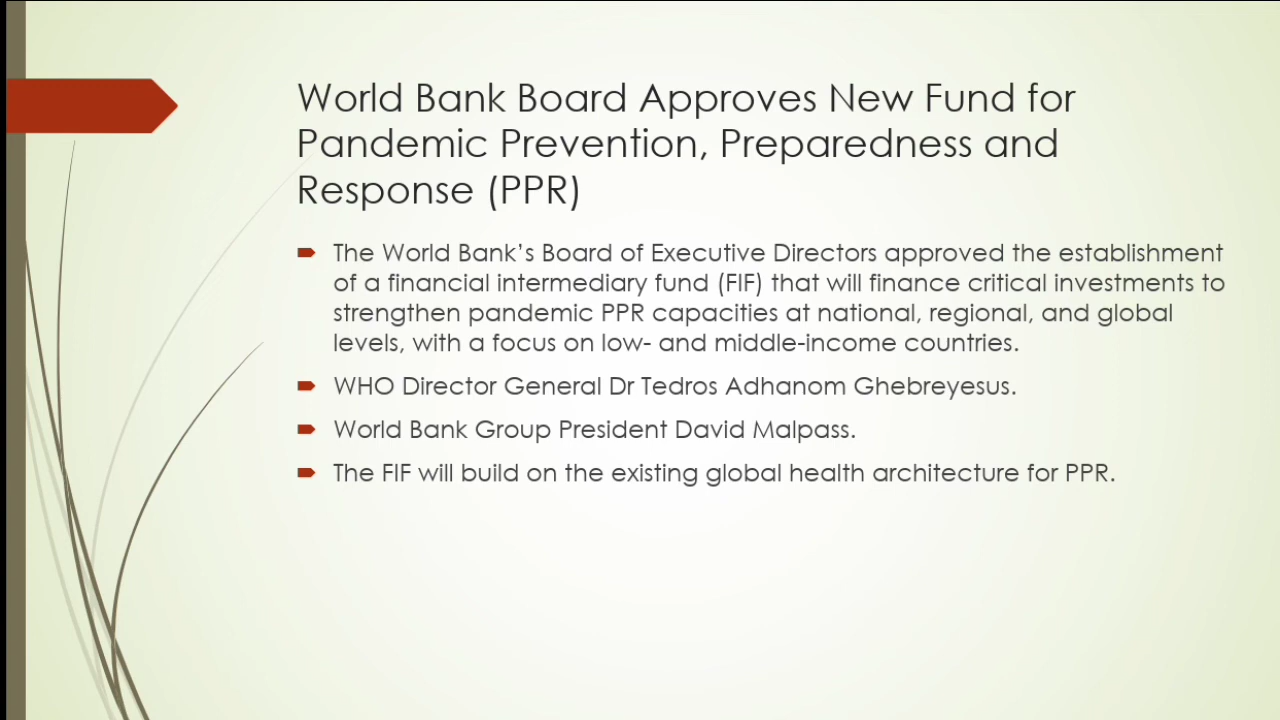 World Bank Board Approves New Fund for
Pandemic Prevention, Preparedness and
Response (PPR)
The World Bank’s Board of Executive Directors approved the establishment
of a financial intermediary fund (FIF) that will finance critical investments to
strengthen pandemic PPR capacities at national, regional, and global
levels, with a focus on low- and middle-income countries.
WHO Director General Dr Tedros Adhanom Ghebreyesus.
World Bank Group President David Malpass.
The FIF will build on the existing global health architecture for PPR.